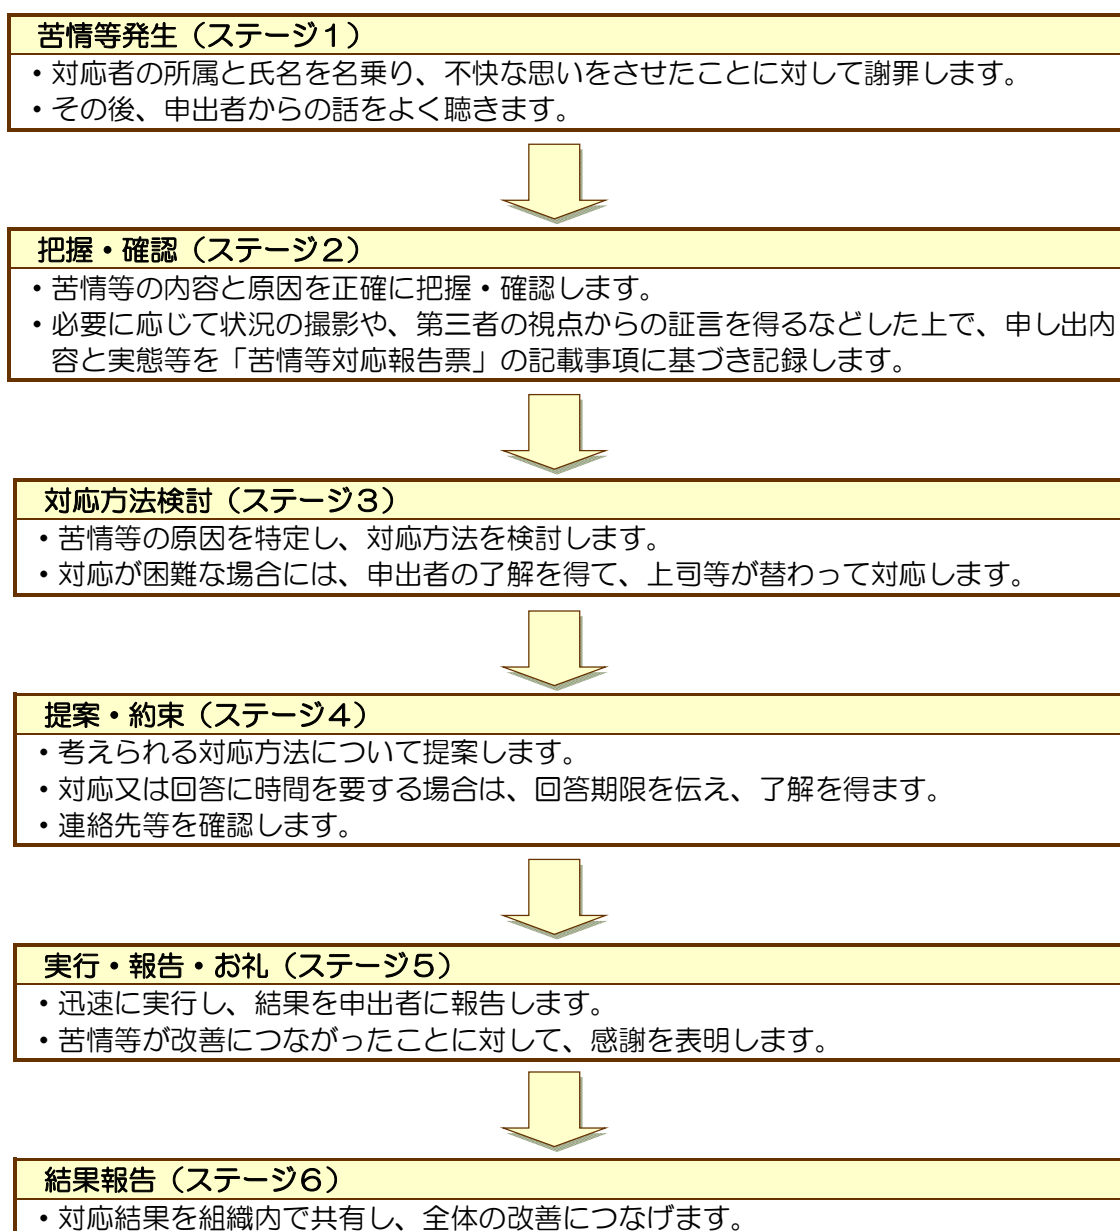 苦情等発生（ステージ１）
・対応者の所属と氏名を名乗り、不快な思いをさせたことに対して謝罪します。
・その後、申出者からの話をよく聴きます。
把握・確認（ステージ２）
・苦情等の内容と原因を正確に把握・確認します。
・必要に応じて状況の撮影や、第三者の視点からの証言を得るなどした上で、申し出内
容と実態等を「苦情等対応報告票」の記載事項に基づき記録します。
対応方法検討（ステージ３）
・苦情等の原因を特定し、対応方法を検討します。
・対応が困難な場合には、申出者の了解を得て、上司等が替わって対応します。
提案・約束（ステージ４）
・考えられる対応方法について提案します。
・対応又は回答に時間を要する場合は、回答期限を伝え、了解を得ます。
・連絡先等を確認します。
実行・報告・お礼（ステージ５）
・迅速に実行し、結果を申出者に報告します。
・苦情等が改善につながったことに対して、感謝を表明します。
結果報告（ステージ６）
・対応結果を組織内で共有し、全体の改善につなげます。